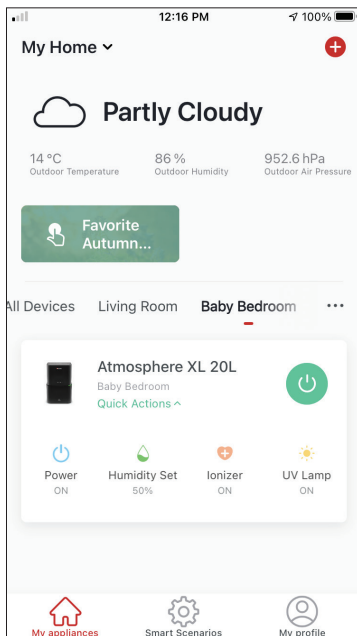 12:16 PM 100%
My Home
Partly Cloudy
14 °C 86 % 952.6 hPa
Outdoor Temperature Outdoor Humidity Outdoor Air Pressure
Favorite
Autumn...
All Devices Living Room Baby Bedroom ...
Atmosphere XL 20L
Baby Bedroom
Quick Actions
Power Humidity Set Ionizer UV Lamp
ON 50% ON ON
My appliances Smart Scenarios My profile